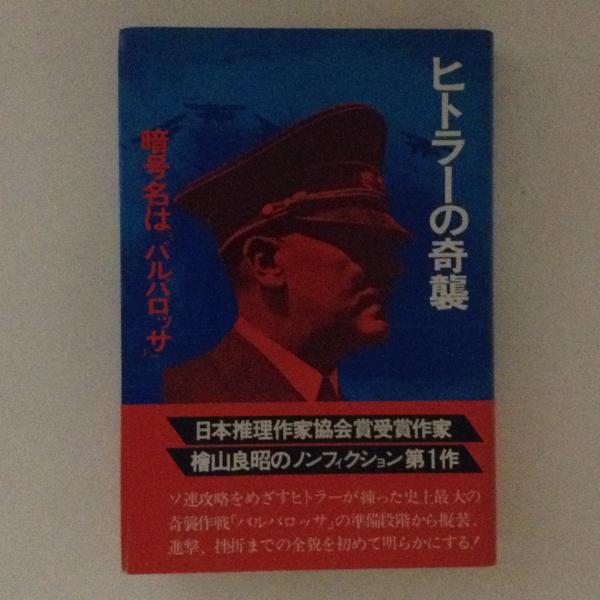 ヒトラーの奇襲
暗号名は「バルバロッサ」
日本推理作家協会賞受賞作家
檜山良昭のノンフィクション第1作
ソ連攻略をめざすヒトラーが練った史上最大の
奇襲作戦「バルバロッサ」の準備段階から擬装、
進撃、挫折までの全貌を初めて明らかにする!